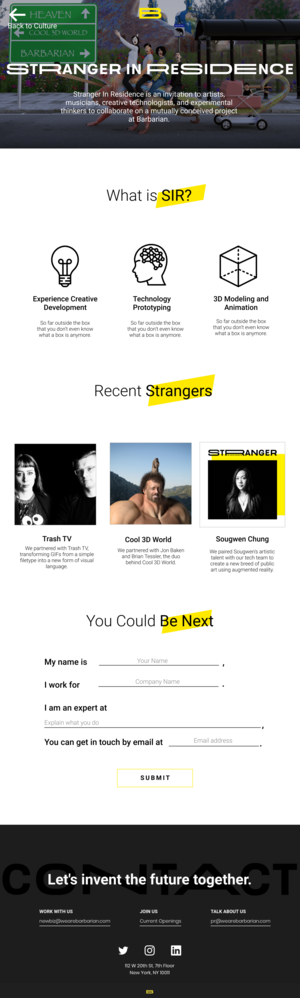 HEAVEN
Back to Culture
COOL 3D WORLD
BARBARIAN
B
STRANGER IN RESIDENCE
Stranger In Residence is an invitation to artists,
musicians, creative technologists, and experimental
thinkers to collaborate on a mutually conceived project
at Barbarian.
What is SIR?
Experience Creative
Development
So far outside the box
that you don't even know
what a box is anymore.
Technology
Prototyping
So far outside the box
that you don't even know
what a box is anymore.
3D Modeling and
Animation
So far outside the box
that you don't even know
what a box is anymore.
Recent Strangers
Trash TV
We partnered with Trash TV,
transforming GIFs from a simple
filetype into a new form of visual
language.
Cool 3D World
We partnered with Jon Baken
and Brian Tessler, the duo
behind Cool 3D World.
STRANGER
Sougwen Chung
We paired Sougwen's artistic
talent with our tech team to
create a new breed of public
art using augmented reality.
You Could Be Next
My name is Your Name ,
I work for Company Name .
I am an expert at
Explain what you do ,
You can get in touch by email at Email address .
SUBMIT
CONTACT
Let's invent the future together.
WORK WITH US
newbiz@wearebarbarian.com
JOIN US
Current Openings
TALK ABOUT US
pr@wearebarbarian.com
112 W 20th St, 7th Floor
New York, NY 10011